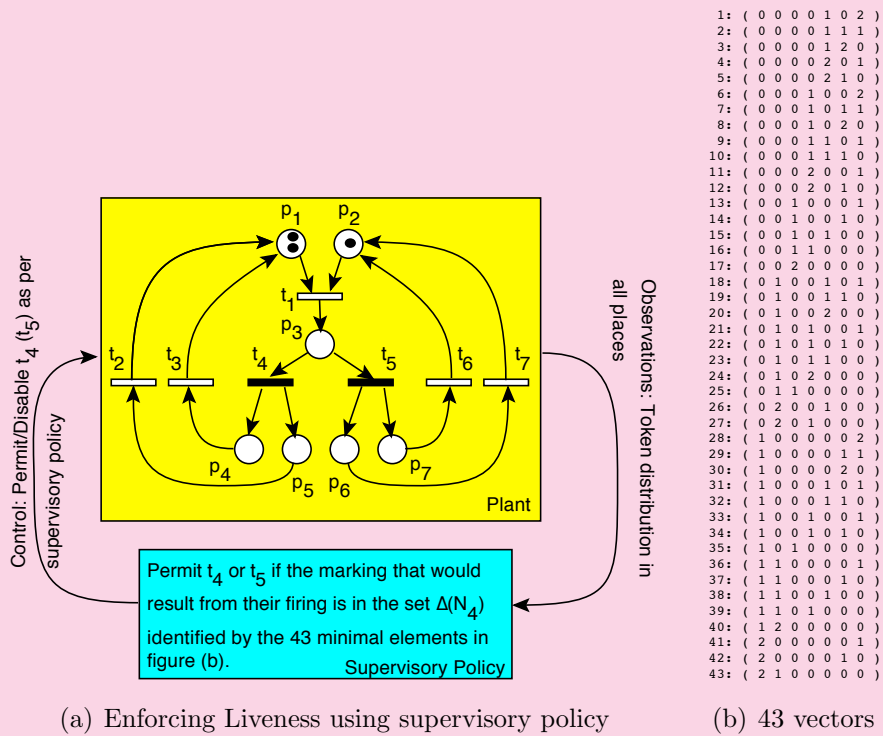 p1
p2
t1
p3
t2
t3
t4
t5
t6
t7
p4
p5
p6
p7
Plant
Control: Permit/Disable t4 (t5) as per
supervisory policy
Observations: Token distribution in
all places
Permit t4 or t5 if the marking that would
result from their firing is in the set Δ(N4)
identified by the 43 minimal elements in
figure (b).
Supervisory Policy
(a) Enforcing Liveness using supervisory policy
1: ( 0 0 0 0 1 0 2 )
2: ( 0 0 0 0 1 1 1 )
3: ( 0 0 0 0 1 2 0 )
4: ( 0 0 0 0 2 0 1 )
5: ( 0 0 0 0 2 1 0 )
6: ( 0 0 0 1 0 0 2 )
7: ( 0 0 0 1 0 1 1 )
8: ( 0 0 0 1 0 2 0 )
9: ( 0 0 0 1 1 0 1 )
10: ( 0 0 0 1 1 1 0 )
11: ( 0 0 0 2 0 0 1 )
12: ( 0 0 0 2 0 1 0 )
13: ( 0 0 1 0 0 0 1 )
14: ( 0 0 1 0 0 1 0 )
15: ( 0 0 1 0 1 0 0 )
16: ( 0 0 1 1 0 0 0 )
17: ( 0 0 2 0 0 0 0 )
18: ( 0 1 0 0 1 0 1 )
19: ( 0 1 0 0 1 1 0 )
20: ( 0 1 0 0 2 0 0 )
21: ( 0 1 0 1 0 0 1 )
22: ( 0 1 0 1 0 1 0 )
23: ( 0 1 0 1 1 0 0 )
24: ( 0 1 0 2 0 0 0 )
25: ( 0 1 1 0 0 0 0 )
26: ( 0 2 0 0 1 0 0 )
27: ( 0 2 0 1 0 0 0 )
28: ( 1 0 0 0 0 0 2 )
29: ( 1 0 0 0 0 1 1 )
30: ( 1 0 0 0 0 2 0 )
31: ( 1 0 0 0 1 0 1 )
32: ( 1 0 0 0 1 1 0 )
33: ( 1 0 0 1 0 0 1 )
34: ( 1 0 0 1 0 1 0 )
35: ( 1 0 1 0 0 0 0 )
36: ( 1 1 0 0 0 0 1 )
37: ( 1 1 0 0 0 1 0 )
38: ( 1 1 0 0 1 0 0 )
39: ( 1 1 0 1 0 0 0 )
40: ( 1 2 0 0 0 0 0 )
41: ( 2 0 0 0 0 0 1 )
42: ( 2 0 0 0 0 1 0 )
43: ( 2 1 0 0 0 0 0 )
(b) 43 vectors